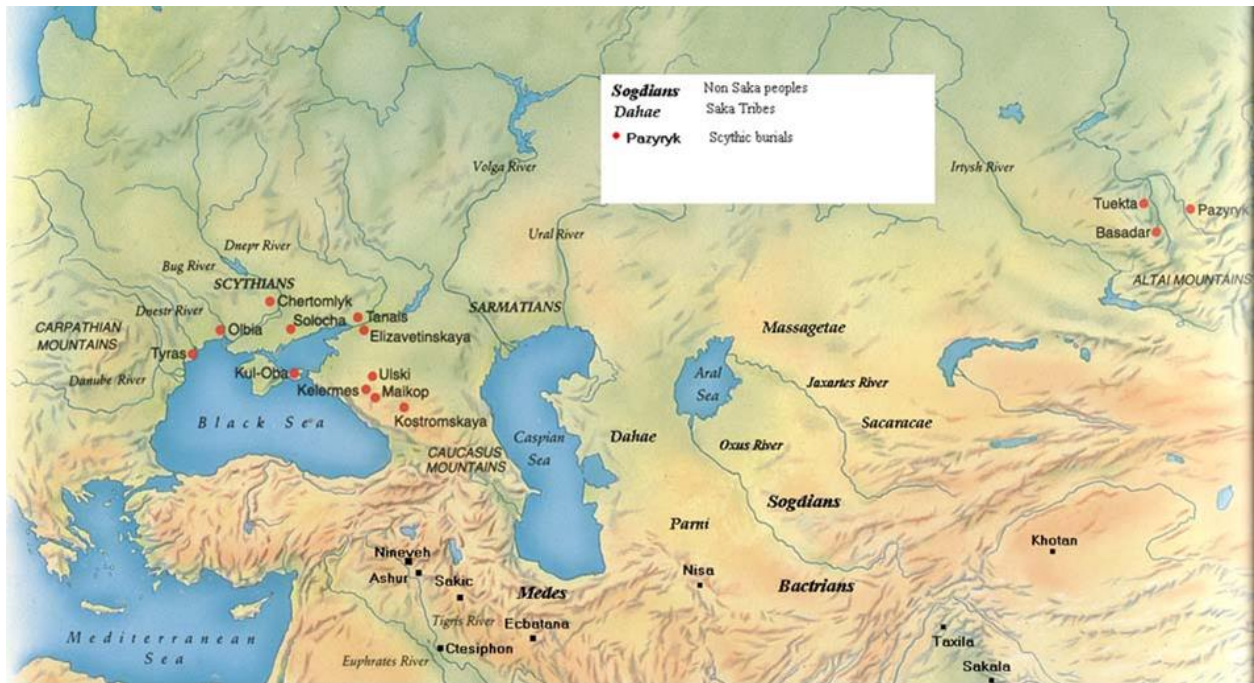 Sogdians Non Saka peoples
Dahae Saka Tribes
Pazyryk Scythic burials
Volga River
Irtysh River
Tuekta
Pazyryk
Basadar
Ural River
Dnepr River
Bug River
SCYTHIANS
ALTAI MOUNTAINS
Chertomlyk
Dnestr River
SARMATIANS
Solocha
Tanais
CARPATHIAN
MOUNTAINS
Olbia
Elizavetinskaya
Massagetae
Tyras
Kul-Oba
Ulski
Danube River
Kelermes
Maikop
Aral
Sea
Jaxartes River
Kostromskaya
Black Sea
Sacaracae
Caspian
Sea
Dahae
Oxus River
CAUCASUS
MOUNTAINS
Sogdians
Parni
Khotan
Nineveh
Ashur
Sakic
Nisa
Medes
Bactrians
Tigris River
Ecbatana
Mediterranean
Sea
Ctesiphon
Euphrates River
Taxila
Sakala